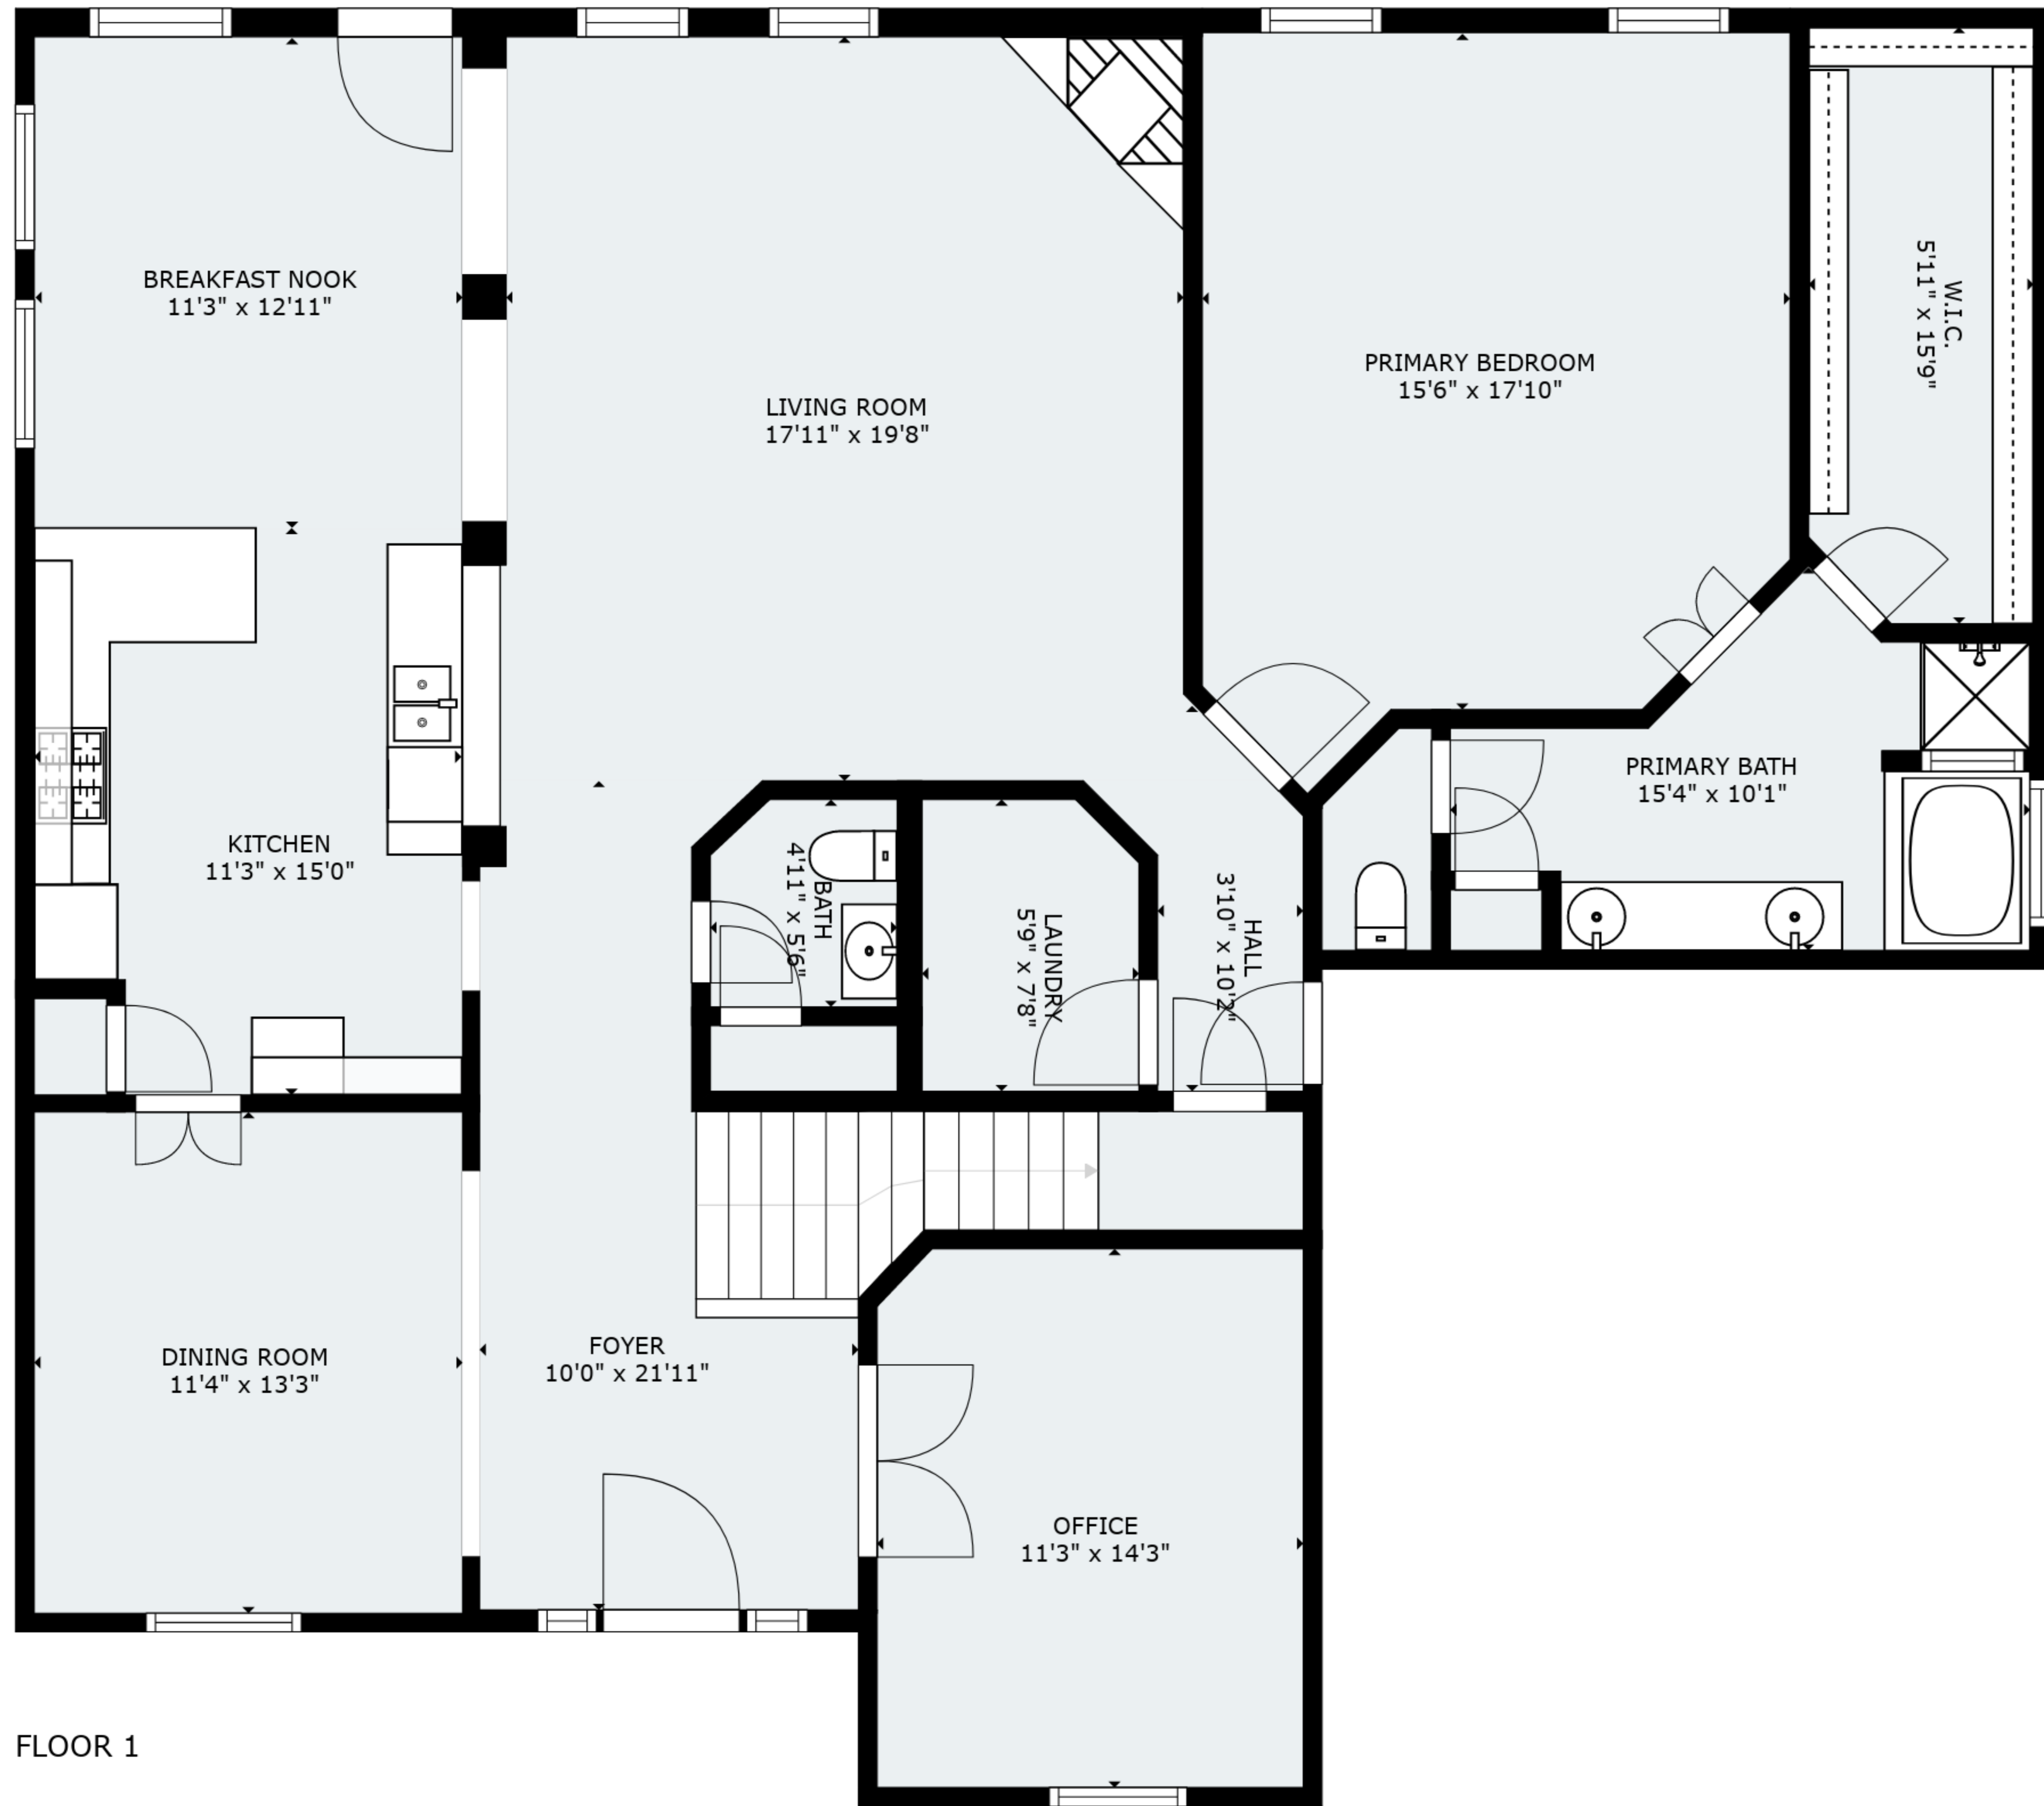 BREAKFAST NOOK
11'3" x 12'11"
LIVING ROOM
17'11" x 19'8"
PRIMARY BEDROOM
15'6" x 17'10"
W.I.C.
5'11" x 15'9"
KITCHEN
11'3" x 15'0"
BATH
4'11" x 5'6"
LAUNDRY
5'9" x 7'8"
HALL
3'10" x 10'2"
PRIMARY BATH
15'4" x 10'1"
DINING ROOM
11'4" x 13'3"
FOYER
10'0" x 21'11"
OFFICE
11'3" x 14'3"
FLOOR 1